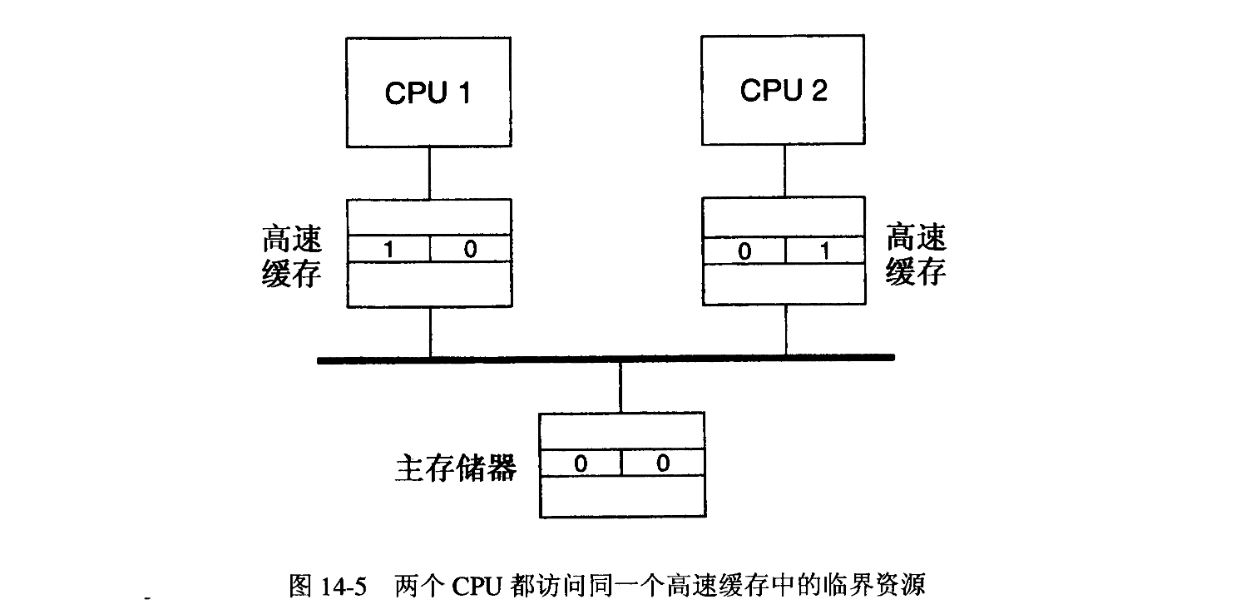 CPU 1
CPU 2
高速
缓存
1 0
0 1
高速
缓存
主存储器
0 0
图 14-5 两个 CPU 都访问同一个高速缓存中的临界资源